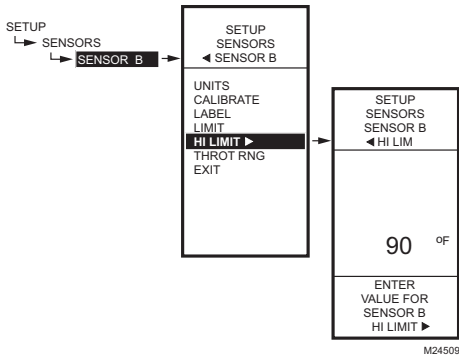 SETUP
SENSORS
SENSOR B
SETUP
SENSORS
◄ SENSOR B
UNITS
CALIBRATE
LABEL
LIMIT
HI LIMIT ►
THROT RNG
EXIT
SETUP
SENSORS
SENSOR B
◄ HI LIM
90 °F
ENTER
VALUE FOR
SENSOR B
HI LIMIT ►
M24509